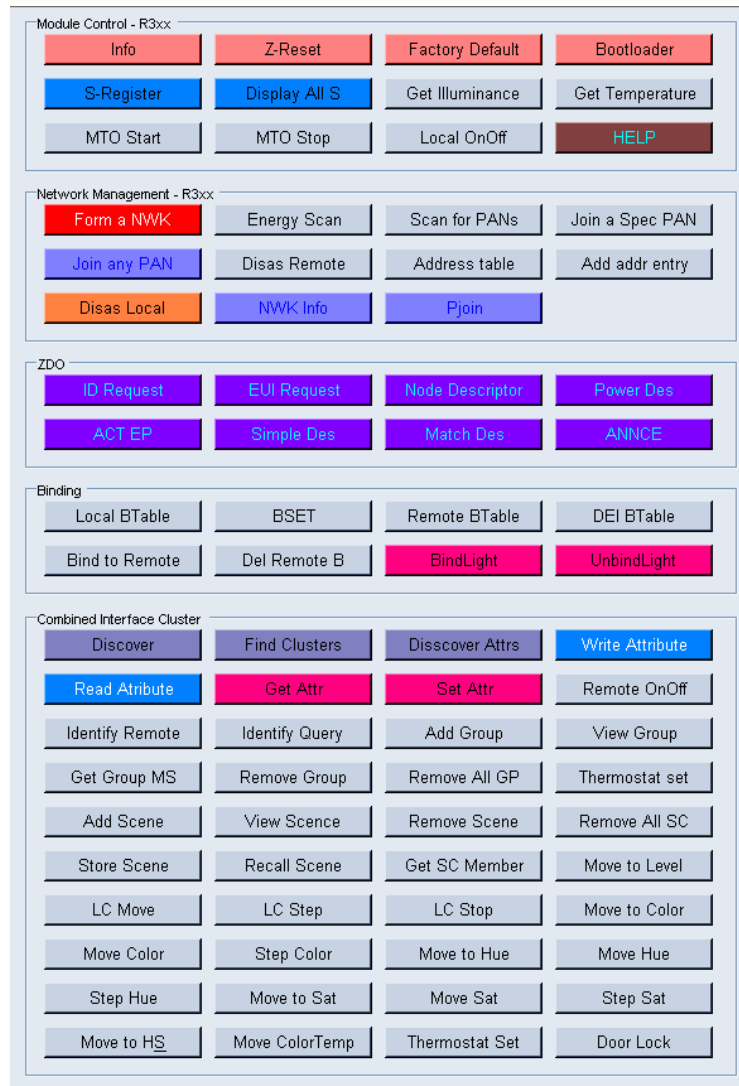 Module Control - R3xx
Info Z-Reset Factory Default Bootloader
S-Register Display All S Get Illuminance Get Temperature
MTO Start MTO Stop Local OnOff HELP
Network Management - R3xx
Form a NWK Energy Scan Scan for PANs Join a Spec PAN
Join any PAN Disas Remote Address table Add addr entry
Disas Local NWK Info Pjoin
ZDO
ID Request EUI Request Node Descriptor Power Des
ACT EP Simple Des Match Des ANNCE
Binding
Local BTable BSET Remote BTable DEl BTable
Bind to Remote Del Remote B BindLight UnbindLight
Combined Interface Cluster
Discover Find Clusters Disscover Attrs Write Attribute
Read Atribute Get Attr Set Attr Remote OnOff
Identify Remote Identify Query Add Group View Group
Get Group MS Remove Group Remove All GP Thermostat set
Add Scene View Scence Remove Scene Remove All SC
Store Scene Recall Scene Get SC Member Move to Level
LC Move LC Step LC Stop Move to Color
Move Color Step Color Move to Hue Move Hue
Step Hue Move to Sat Move Sat Step Sat
Move to HS Move ColorTemp Thermostat Set Door Lock